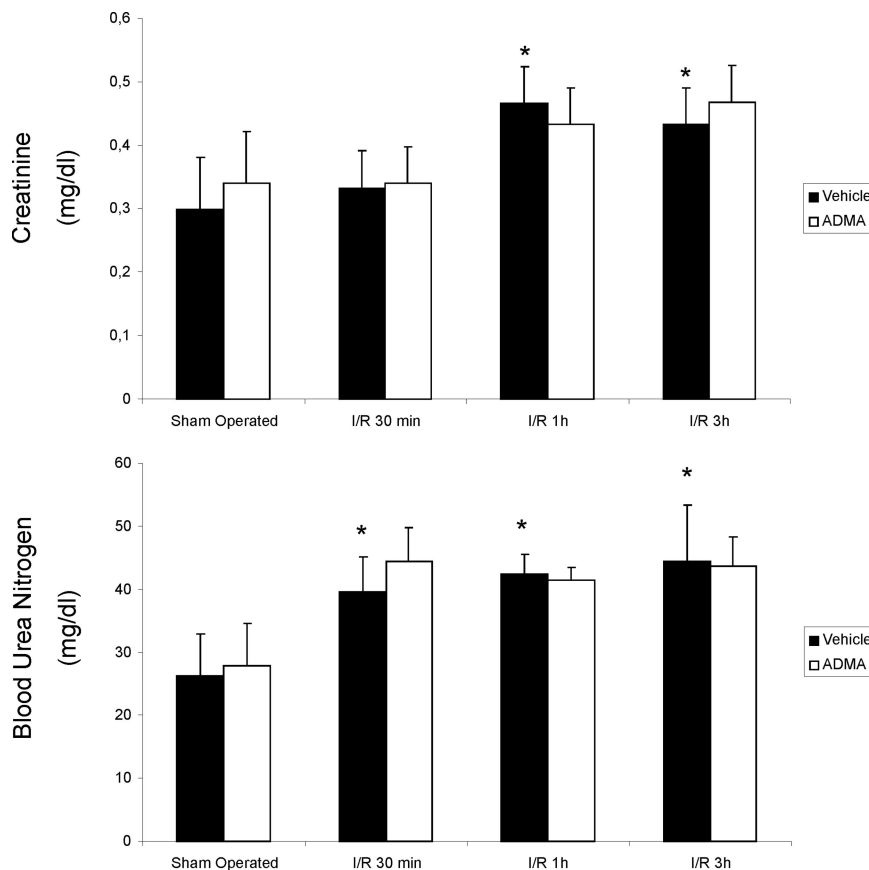 0,6
0,5
0,4
0,3
0,2
0,1
0
Creatinine
(mg/dl)
*
*
Sham Operated
I/R 30 min
I/R 1h
I/R 3h
Vehicle
ADMA
60
50
40
30
20
10
0
Blood Urea Nitrogen
(mg/dl)
*
*
*
Sham Operated
I/R 30 min
I/R 1h
I/R 3h
Vehicle
ADMA